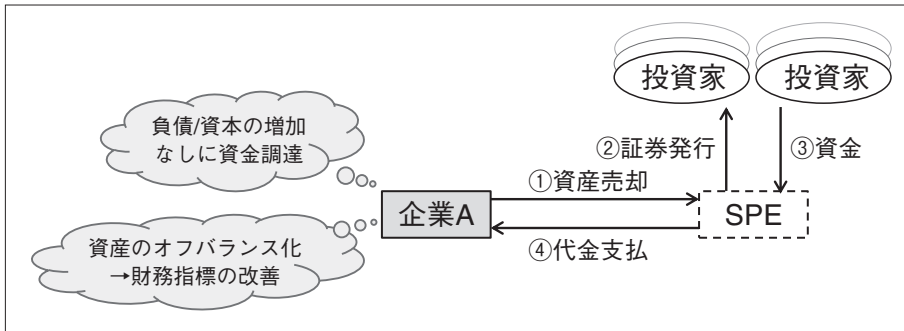 投資家
投資家
負債/資本の増加
なしに資金調達
②証券発行
③資金
①資産売却
企業A
SPE
④代金支払
資産のオフバランス化
→財務指標の改善